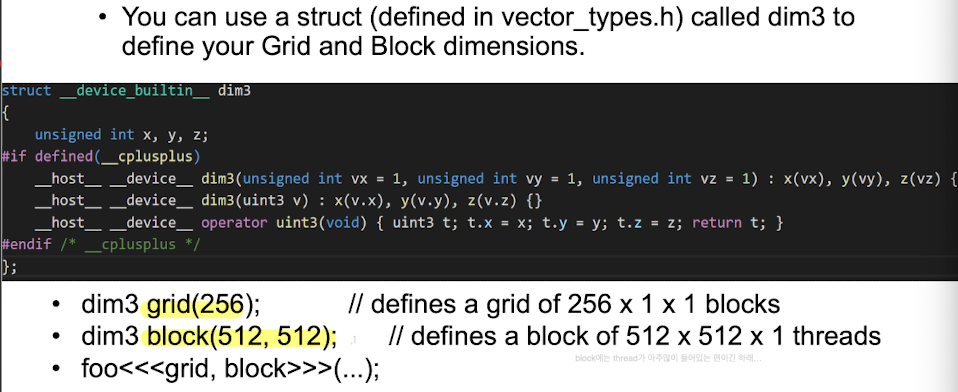 • You can use a struct (defined in vector_types.h) called dim3 to
define your Grid and Block dimensions.
struct __device_builtin__ dim3
{
unsigned int x, y, z;
#if defined(__cplusplus)
__host__ __device__ dim3(unsigned int vx = 1, unsigned int vy = 1, unsigned int vz = 1) : x(vx), y(vy), z(vz) {
__host__ __device__ dim3(uint3 v) : x(v.x), y(v.y), z(v.z) {}
__host__ __device__ operator uint3(void) { uint3 t; t.x = x; t.y = y; t.z = z; return t; }
#endif /* __cplusplus */
};
• dim3 grid(256); // defines a grid of 256 x 1 x 1 blocks
• dim3 block(512, 512); ,1 // defines a block of 512 x 512 x 1 threads
block에는 thread가 아주많이 들어있는 편이긴 하래...
• foo<<<grid, block>>>(...);